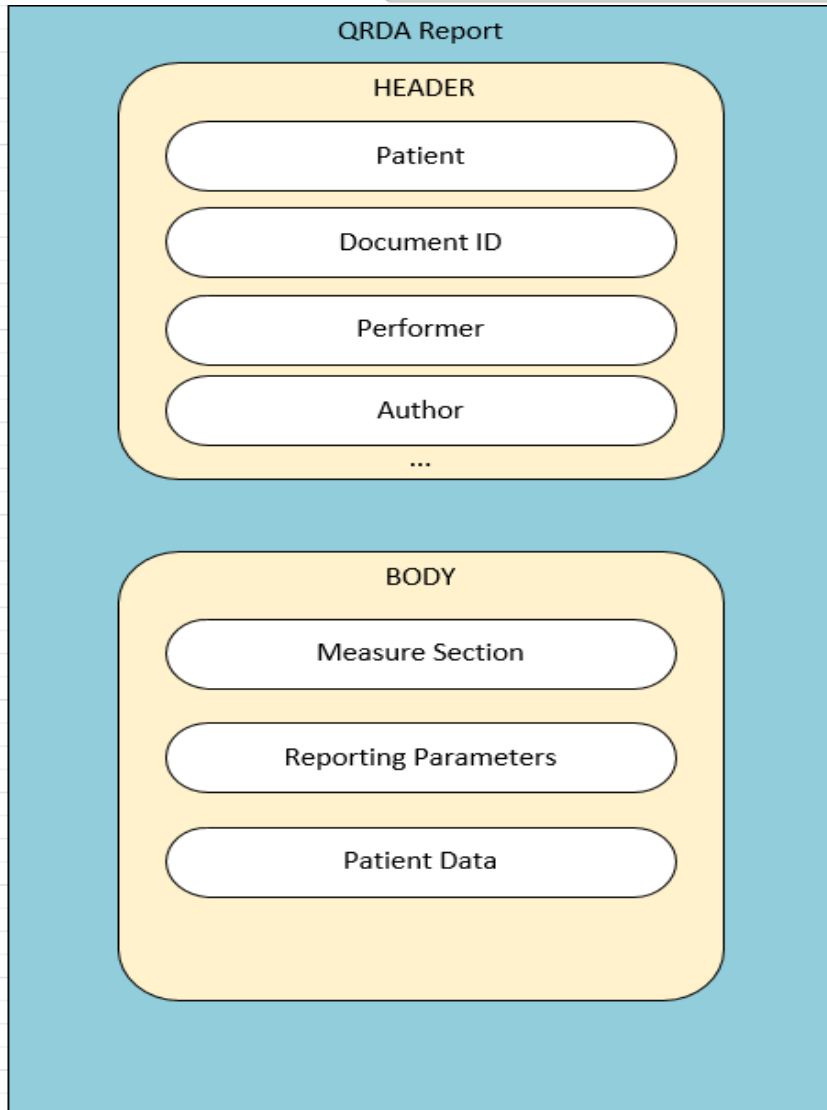 QRDA Report
HEADER
Patient
Document ID
Performer
Author
...
BODY
Measure Section
Reporting Parameters
Patient Data